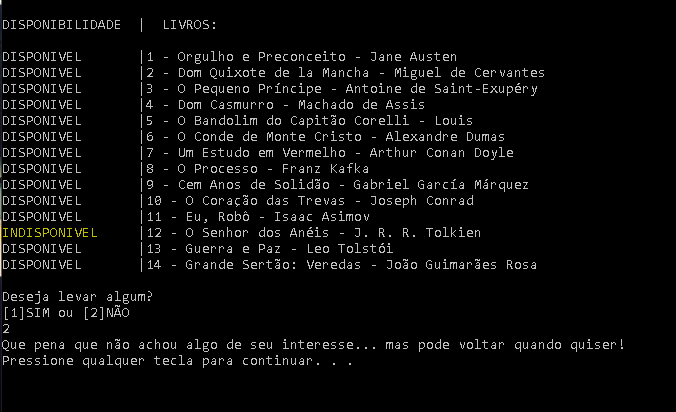 DISPONIBILIDADE | LIVROS:
DISPONIVEL |1 - Orgulho e Preconceito - Jane Austen
DISPONIVEL |2 - Dom Quixote de la Mancha - Miguel de Cervantes
DISPONIVEL |3 - O Pequeno Príncipe - Antoine de Saint-Exupéry
DISPONIVEL |4 - Dom Casmurro - Machado de Assis
DISPONIVEL |5 - O Bandolim do Capitão Corelli - Louis
DISPONIVEL |6 - O Conde de Monte Cristo - Alexandre Dumas
DISPONIVEL |7 - Um Estudo em Vermelho - Arthur Conan Doyle
DISPONIVEL |8 - O Processo - Franz Kafka
DISPONIVEL |9 - Cem Anos de Solidão - Gabriel García Márquez
DISPONIVEL |10 - O Coração das Trevas - Joseph Conrad
DISPONIVEL |11 - Eu, Robô - Isaac Asimov
INDISPONIVEL |12 - O Senhor dos Anéis - J. R. R. Tolkien
DISPONIVEL |13 - Guerra e Paz - Leo Tolstói
DISPONIVEL |14 - Grande Sertão: Veredas - João Guimarães Rosa
Deseja levar algum?
[1]SIM ou [2]NÃO
2
Que pena que não achou algo de seu interesse... mas pode voltar quando quiser!
Pressione qualquer tecla para continuar. . .